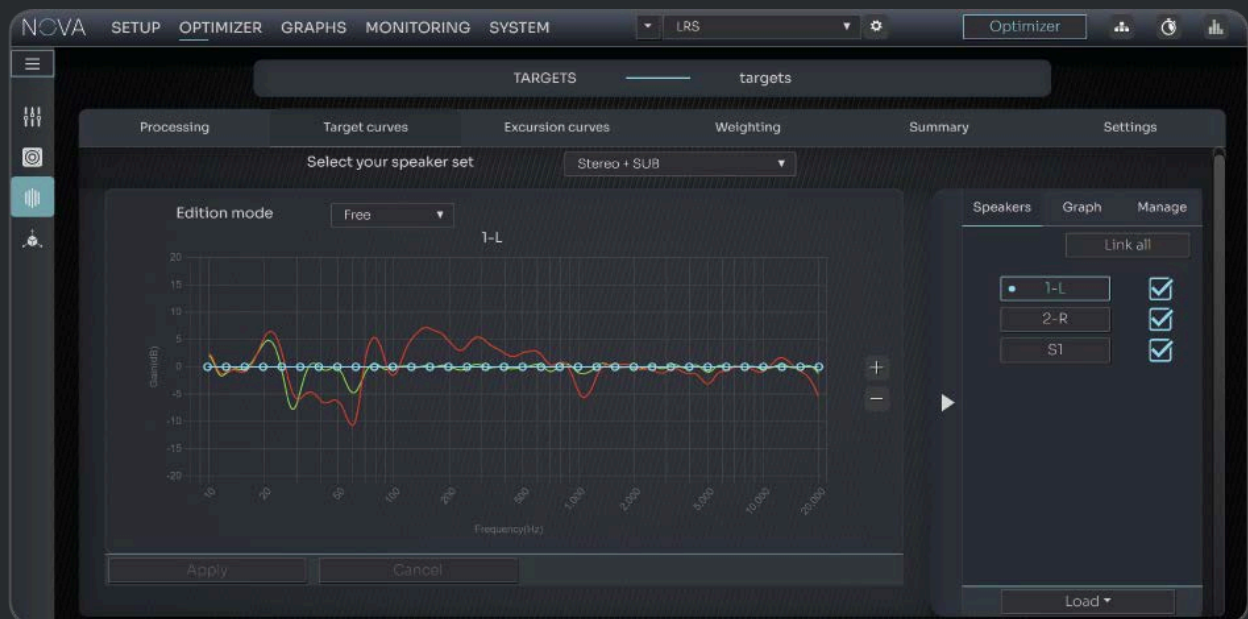 NOVA SETUP OPTIMIZER GRAPHS MONITORING SYSTEM LRS Optimizer
TARGETS targets
Processing Target curves Excursion curves Weighting Summary Settings
Select your speaker set Stereo + SUB
Edition mode Free
1-L
20
15
10
5
0
-5
-10
-15
-20
Gain(dB)
10 20 50 100 200 500 1,000 2,000 5,000 10,000 20,000
Frequency(Hz)
+
−
Apply Cancel
Speakers Graph Manage
Link all
1-L
2-R
S1
Load